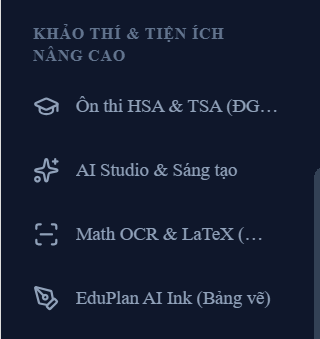 KHẢO THÍ & TIỆN ÍCH
NÂNG CAO
Ôn thi HSA & TSA (ĐG...
AI Studio & Sáng tạo
Math OCR & LaTeX (...
EduPlan AI Ink (Bảng vẽ)